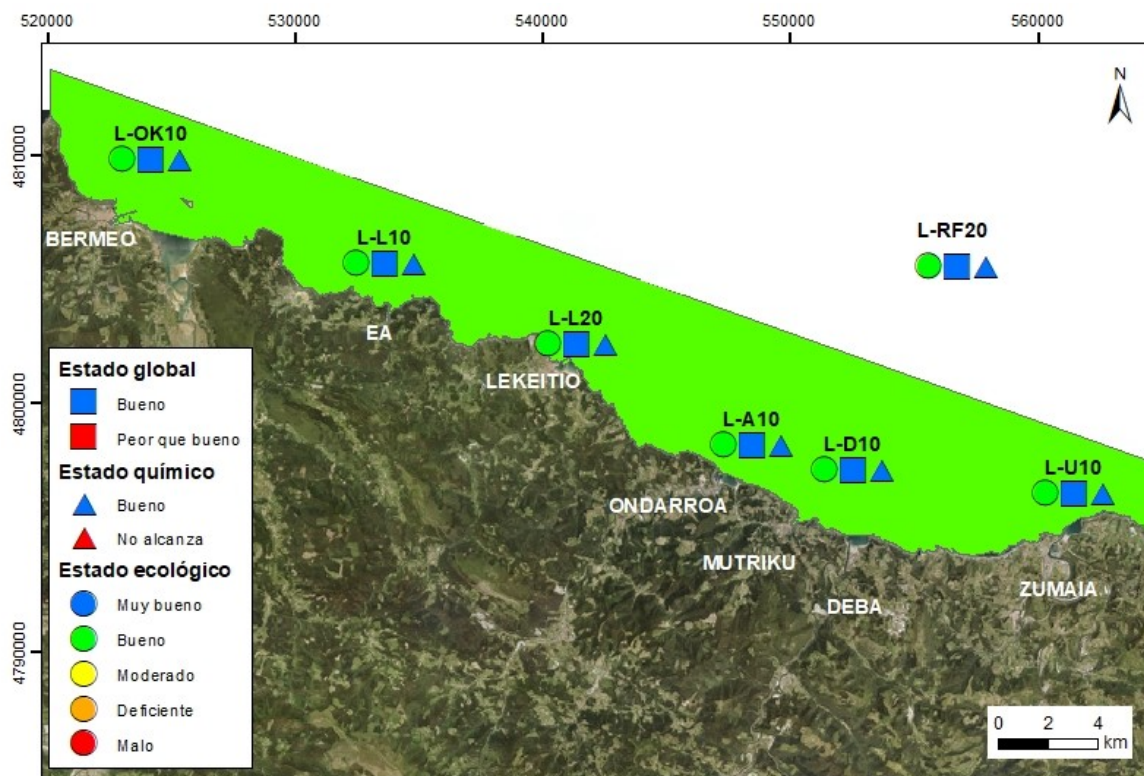 520000 530000 540000 550000 560000
4810000
4800000
4790000
N
L-OK10
BERMEO
L-L10
EA
L-RF20
L-L20
LEKEITIO
L-A10
L-D10
L-U10
ONDARROA
MUTRIKU
DEBA
ZUMAIA
Estado global
Bueno
Peor que bueno
Estado químico
Bueno
No alcanza
Estado ecológico
Muy bueno
Bueno
Moderado
Deficiente
Malo
0 2 4
km